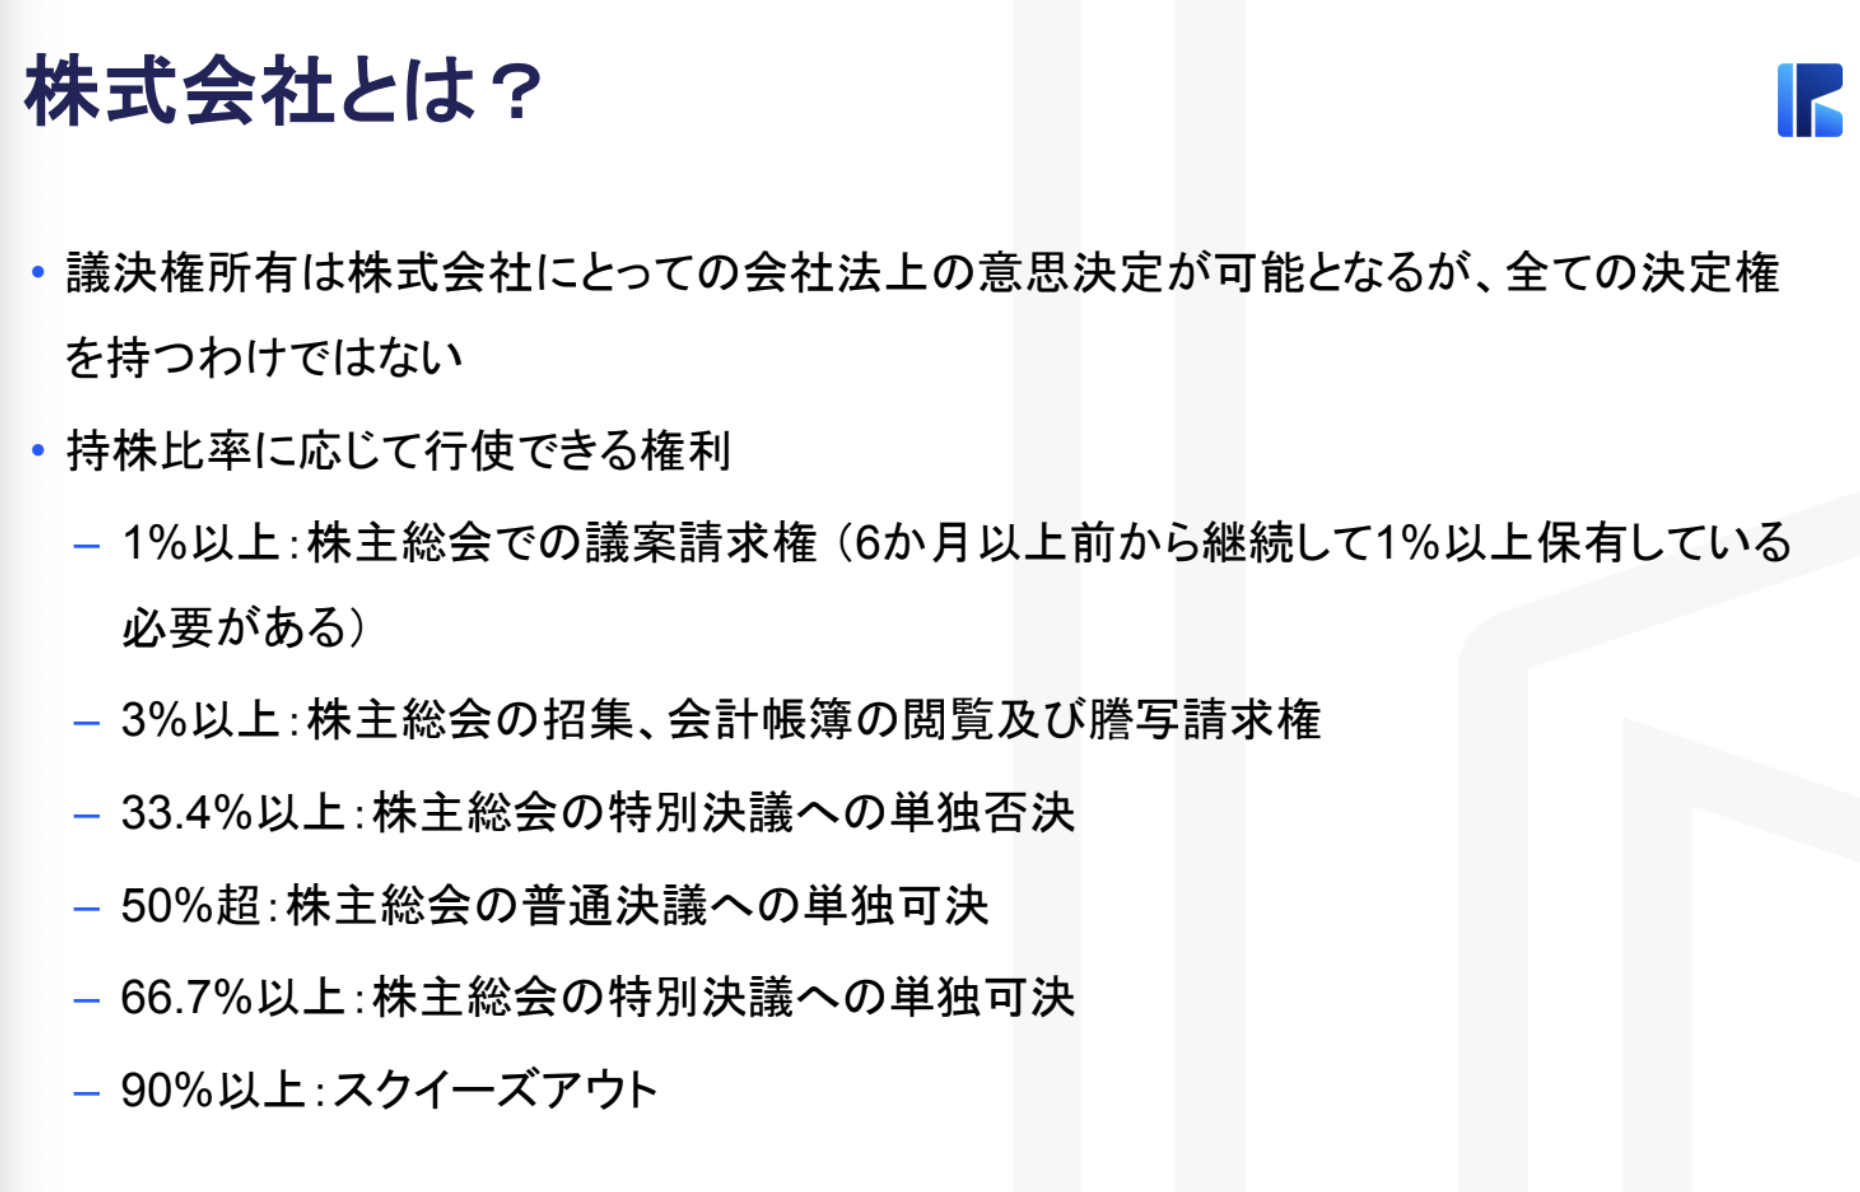 株式会社とは？
• 議決権所有は株式会社にとっての会社法上の意思決定が可能となるが、全ての決定権
を持つわけではない
• 持株比率に応じて行使できる権利
– 1%以上：株主総会での議案請求権（6か月以上前から継続して1%以上保有している
必要がある）
– 3%以上：株主総会の招集、会計帳簿の閲覧及び謄写請求権
– 33.4%以上：株主総会の特別決議への単独否決
– 50%超：株主総会の普通決議への単独可決
– 66.7%以上：株主総会の特別決議への単独可決
– 90%以上：スクイーズアウト